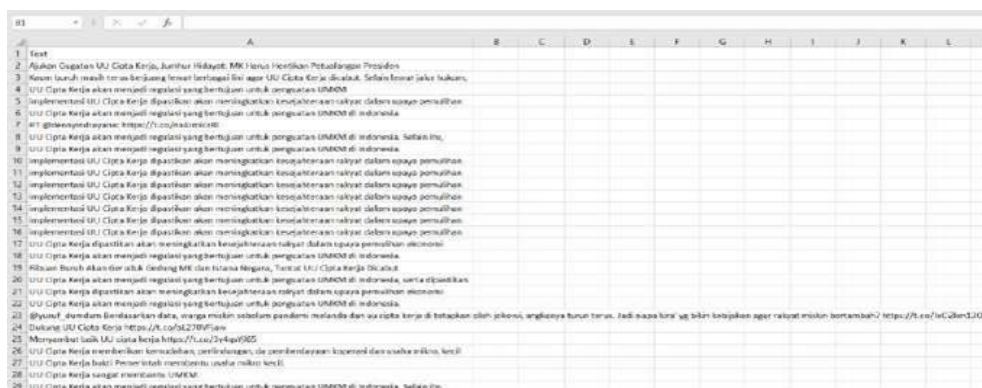 B1
fx
A B C D E F G H I J K L
1 Text
2 Ajukan Gugatan UU Cipta Kerja, Jumhur Hidayat: MK Harus Hentikan Petualangan Presiden
3 Kaum buruh masih terus berjuang lewat berbagai lini agar UU Cipta Kerja dicabut. Selain lewat jalur hukum,
4 UU Cipta Kerja akan menjadi regulasi yang bertujuan untuk penguatan UMKM
5 Implementasi UU Cipta Kerja dipastikan akan meningkatkan kesejahteraan rakyat dalam upaya pemulihan
6 UU Cipta Kerja akan menjadi regulasi yang bertujuan untuk penguatan UMKM di Indonesia
7 RT @dennyindrayana:
8 UU Cipta Kerja akan menjadi regulasi yang bertujuan untuk penguatan UMKM di Indonesia. Selain itu,
9 UU Cipta Kerja akan menjadi regulasi yang bertujuan untuk penguatan UMKM di Indonesia.
10 Implementasi UU Cipta Kerja dipastikan akan meningkatkan kesejahteraan rakyat dalam upaya pemulihan
11 Implementasi UU Cipta Kerja dipastikan akan meningkatkan kesejahteraan rakyat dalam upaya pemulihan
12 Implementasi UU Cipta Kerja dipastikan akan meningkatkan kesejahteraan rakyat dalam upaya pemulihan
13 Implementasi UU Cipta Kerja dipastikan akan meningkatkan kesejahteraan rakyat dalam upaya pemulihan
14 Implementasi UU Cipta Kerja dipastikan akan meningkatkan kesejahteraan rakyat dalam upaya pemulihan
15 Implementasi UU Cipta Kerja dipastikan akan meningkatkan kesejahteraan rakyat dalam upaya pemulihan
16 Implementasi UU Cipta Kerja dipastikan akan meningkatkan kesejahteraan rakyat dalam upaya pemulihan
17 UU Cipta Kerja dipastikan akan meningkatkan kesejahteraan rakyat dalam upaya pemulihan ekonomi
18 UU Cipta Kerja akan menjadi regulasi yang bertujuan untuk penguatan UMKM di Indonesia.
19 Ribuan Buruh Akan Geruduk Gedung MK dan Istana Negara, Tuntut UU Cipta Kerja Dicabut
20 UU Cipta Kerja akan menjadi regulasi yang bertujuan untuk penguatan UMKM di Indonesia, serta dipastikan
21 UU Cipta Kerja dipastikan akan meningkatkan kesejahteraan rakyat dalam upaya pemulihan ekonomi
22 UU Cipta Kerja akan menjadi regulasi yang bertujuan untuk penguatan UMKM di Indonesia.
23 @yusuf_dumdum Berdasarkan data, warga miskin sebelum pandemi melanda dan uu cipta kerja di tetapkan oleh jokowi, angkanya turun terus. Jadi siapa kira' yg bikin kebijakan agar rakyat miskin bertambah?
24 Dukung UU Cipta Kerja
25 Menyambut baik UU cipta kerja
26 UU Cipta Kerja memberikan kemudahan, perlindungan, da pemberdayaan koperasi dan usaha mikro, kecil
27 UU Cipta Kerja bukti Pemerintah membantu usaha mikro kecil
28 UU Cipta Kerja sangat membantu UMKM
29 UU Cipta Kerja akan menjadi regulasi yang bertujuan untuk penguatan UMKM di Indonesia. Selain itu,